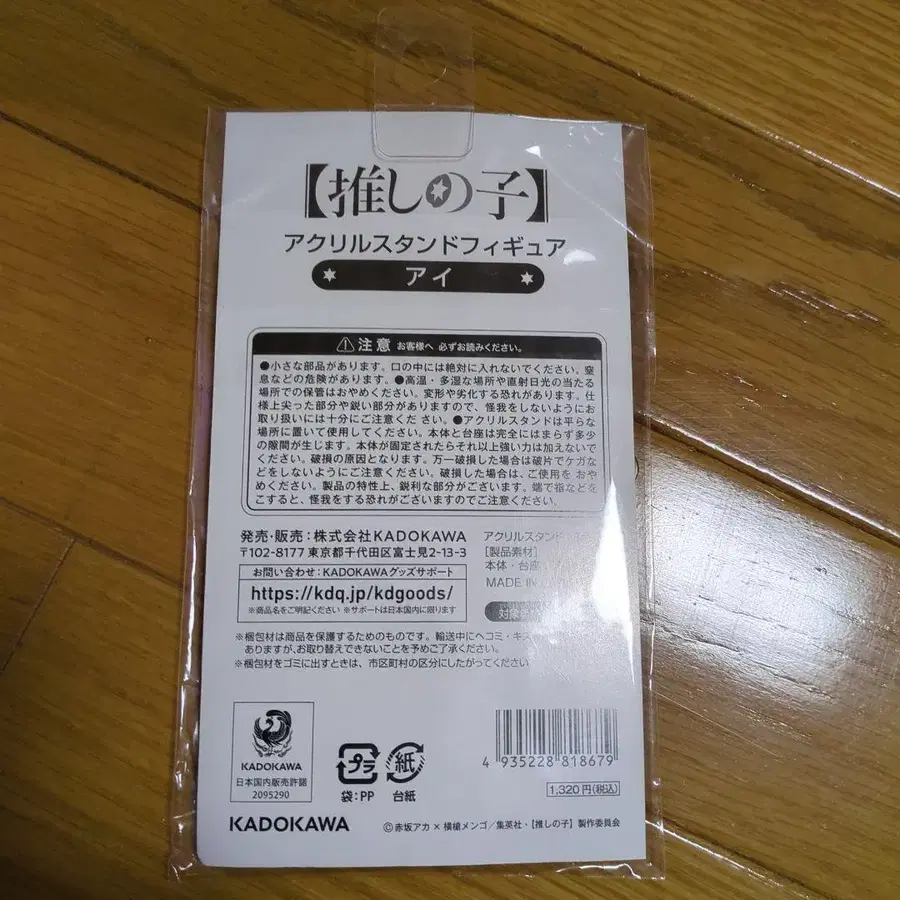 【推しの子】
アクリルスタンドフィギュア
アイ
注意 お客様へ 必ずお読みください。
●小さな部品があります。口の中には絶対に入れないでください。窒
息などの危険があります。●高温・多湿な場所や直射日光の当たる
場所での保管はおやめください。変形や劣化する恐れがあります。仕
様上尖った部分や鋭い部分がありますので、怪我をしないようにお
取り扱いには十分にご注意くだ さい。●アクリルスタンドは平らな
場所に置いて使用してください。本体と台座は完全にはまらず多少
の隙間が生じます。本体が固定されたらそれ以上強い力は加えないで
ください。破損の原因となります。万一破損した場合は破片でケガな
どをしないようにご注意ください。破損した場合は、ご使用を おや
めください。製品の特性上、鋭利な部分がございます。端で指などを
こすると、怪我をする恐れがございますのでご注意ください。
発売・販売:株式会社KADOKAWA
〒102-8177 東京都千代田区富士見2-13-3
お問い合わせ:KADOKAWAグッズサポート
https://kdq.jp/kdgoods/
※商品名をご明記ください ※サポートは日本国内に限ります
アクリルスタンド
[製品素材]
本体・台座
MADE IN
対象
※梱包材は商品を保護するためのものです。輸送中にヘコミ・キズ
ありますが、お取り替えできないことを予めご了承ください。
※梱包材をゴミに出すときは、市区町村の区分にしたがってください
KADOKAWA
日本国内販売許諾
2095290
プラ
袋:PP
紙
台紙
4 935228 818679
1,320円(税込)
KADOKAWA
©赤坂アカ×横槍メンゴ/集英社・【推しの子】製作委員会